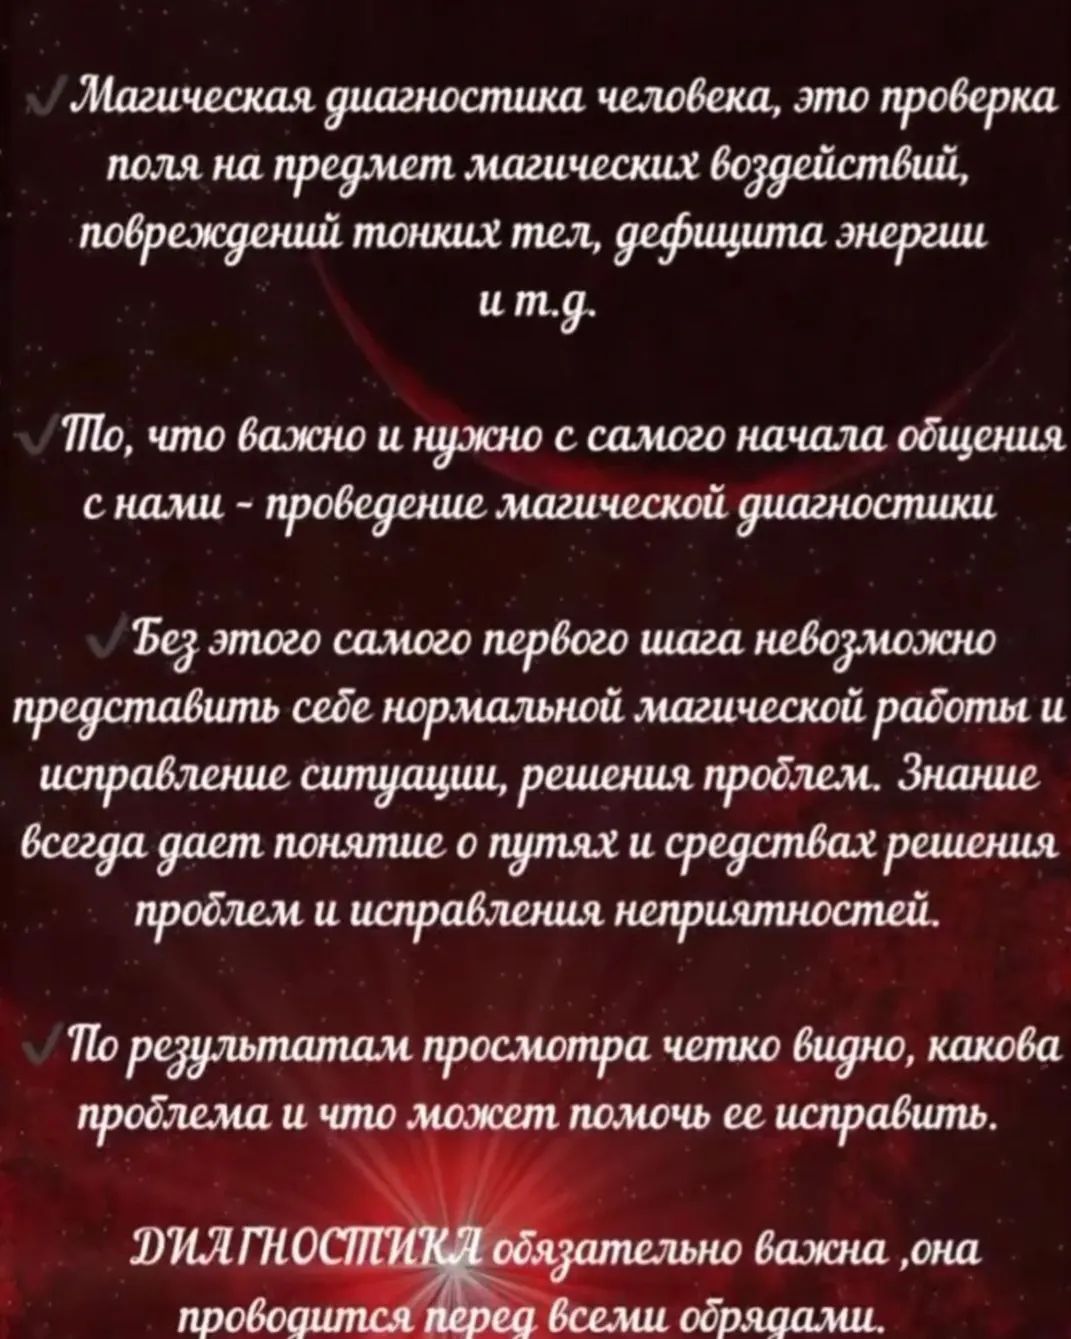 ✓Магическая диагностика человека, это проверка
поля на предмет магических воздействий,
повреждений тонких тел, дефицита энергии
и т.д.
✓То, что важно и нужно с самого начала общения
с нами - проведение магической диагностики
✓Без этого самого первого шага невозможно
представить себе нормальной магической работы и
исправление ситуации, решения проблем. Знание
всегда дает понятие о путях и средствах решения
проблем и исправления неприятностей.
✓По результатам просмотра четко видно, какова
проблема и что может помочь ее исправить.
ДИАГНОСТИКА обязательно важна ,она
проводится перед всеми обрядами.